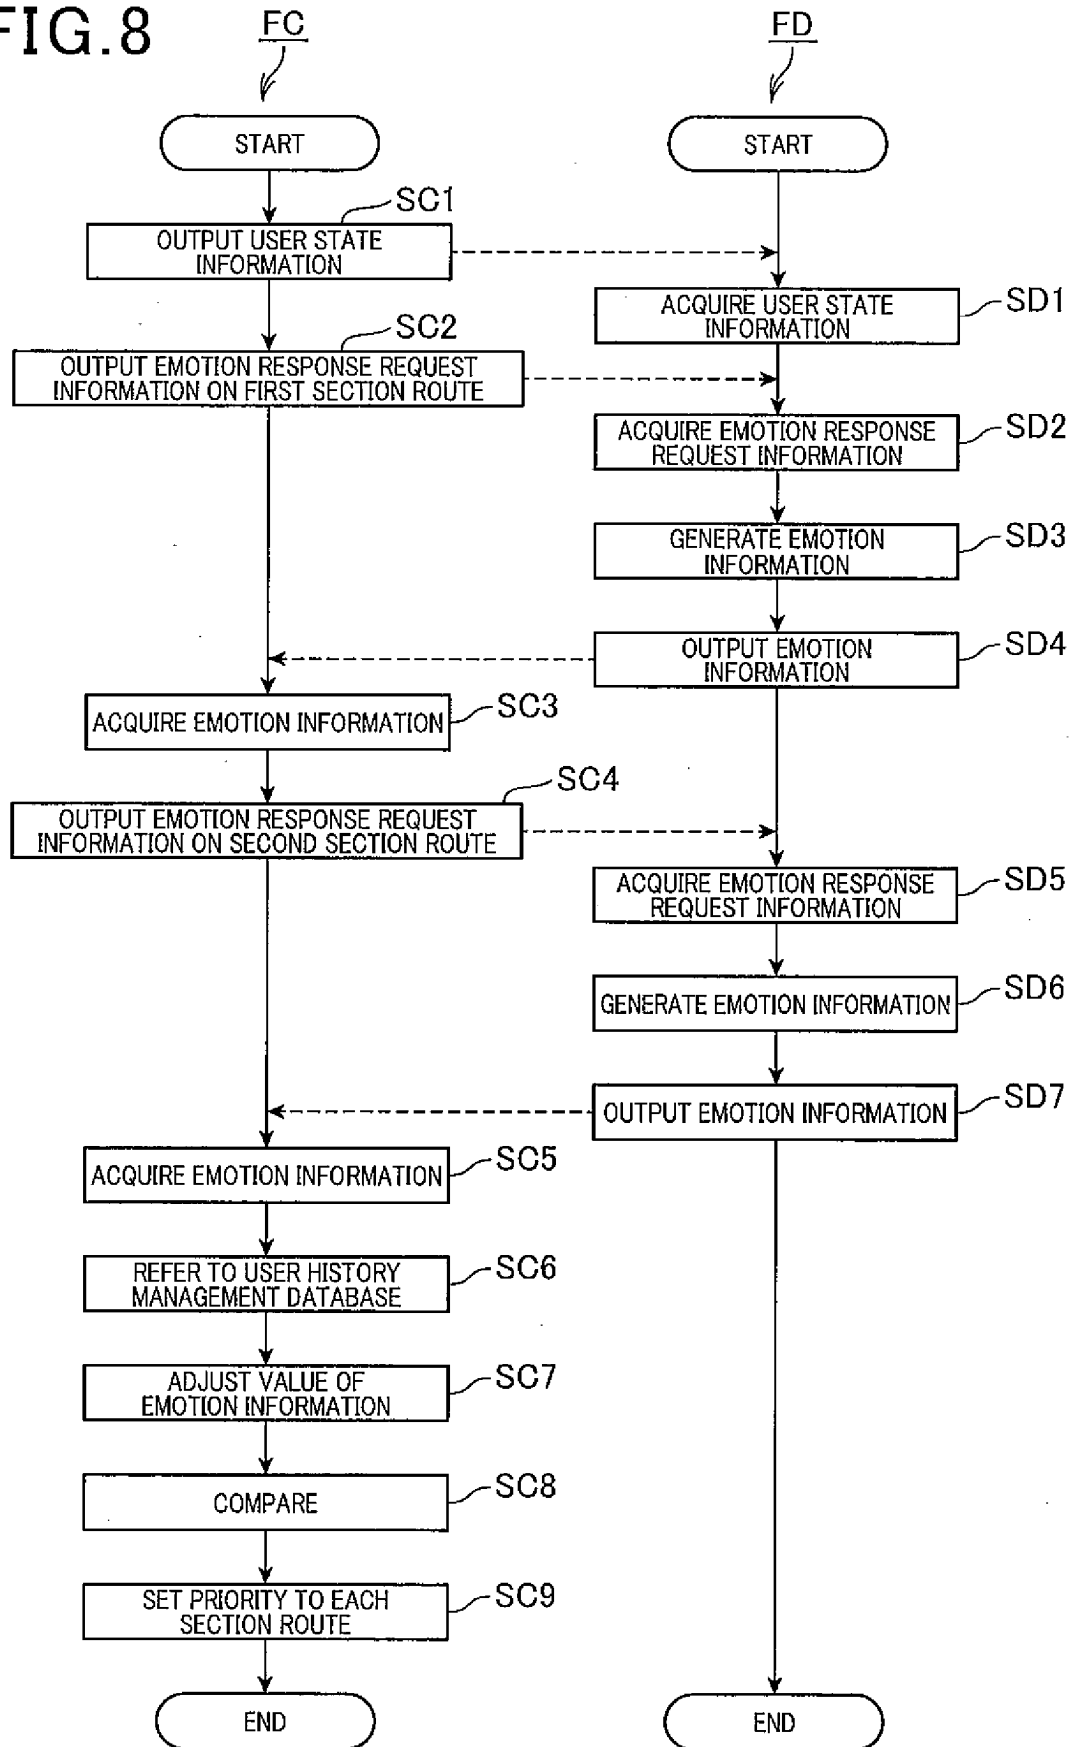 FIG.8
FC
FD
START
START
SC1
OUTPUT USER STATE
INFORMATION
ACQUIRE USER STATE
INFORMATION
SD1
SC2
OUTPUT EMOTION RESPONSE REQUEST
INFORMATION ON FIRST SECTION ROUTE
ACQUIRE EMOTION RESPONSE
REQUEST INFORMATION
SD2
GENERATE EMOTION
INFORMATION
SD3
OUTPUT EMOTION
INFORMATION
SD4
ACQUIRE EMOTION INFORMATION
SC3
SC4
OUTPUT EMOTION RESPONSE REQUEST
INFORMATION ON SECOND SECTION ROUTE
ACQUIRE EMOTION RESPONSE
REQUEST INFORMATION
SD5
GENERATE EMOTION INFORMATION
SD6
OUTPUT EMOTION INFORMATION
SD7
ACQUIRE EMOTION INFORMATION
SC5
REFER TO USER HISTORY
MANAGEMENT DATABASE
SC6
ADJUST VALUE OF
EMOTION INFORMATION
SC7
COMPARE
SC8
SET PRIORITY TO EACH
SECTION ROUTE
SC9
END
END